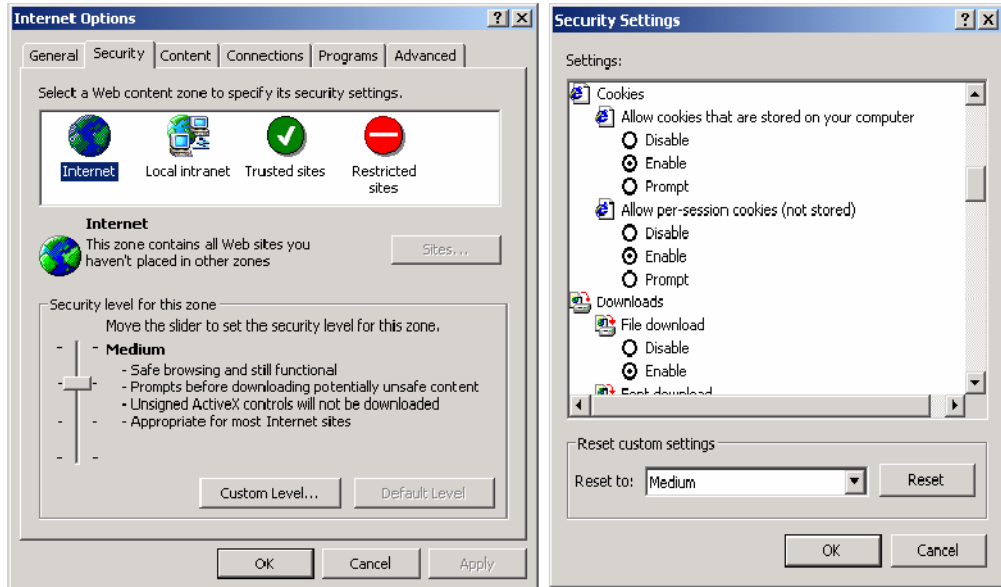 Internet Options
General Security Content Connections Programs Advanced
Select a Web content zone to specify its security settings.
Internet Local intranet Trusted sites Restricted
sites
Internet
This zone contains all Web sites you
haven't placed in other zones
Sites...
Security level for this zone
Move the slider to set the security level for this zone.
Medium
- Safe browsing and still functional
- Prompts before downloading potentially unsafe content
- Unsigned ActiveX controls will not be downloaded
- Appropriate for most Internet sites
Custom Level... Default Level
OK Cancel Apply
Security Settings
Settings:
Cookies
Allow cookies that are stored on your computer
Disable
Enable
Prompt
Allow per-session cookies (not stored)
Disable
Enable
Prompt
Downloads
File download
Disable
Enable
Font download
Reset custom settings
Reset to: Medium Reset
OK Cancel